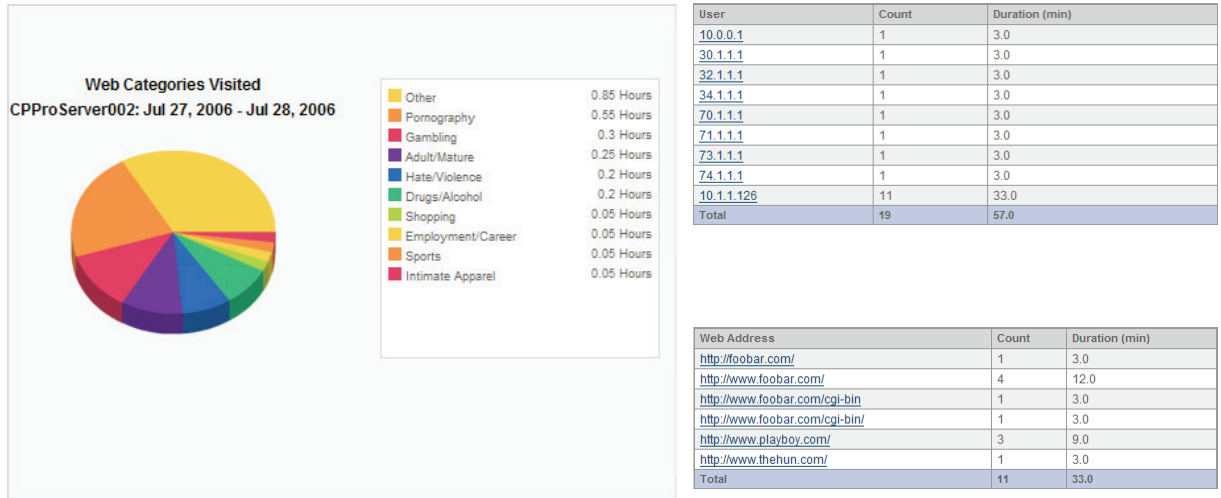 Web Categories Visited
CPProServer002: Jul 27, 2006 - Jul 28, 2006
Other 0.85 Hours
Pornography 0.55 Hours
Gambling 0.3 Hours
Adult/Mature 0.25 Hours
Hate/Violence 0.2 Hours
Drugs/Alcohol 0.2 Hours
Shopping 0.05 Hours
Employment/Career 0.05 Hours
Sports 0.05 Hours
Intimate Apparel 0.05 Hours
User Count Duration (min)
10.0.0.1 1 3.0
30.1.1.1 1 3.0
32.1.1.1 1 3.0
34.1.1.1 1 3.0
70.1.1.1 1 3.0
71.1.1.1 1 3.0
73.1.1.1 1 3.0
74.1.1.1 1 3.0
10.1.1.126 11 33.0
Total 19 57.0
Web Address Count Duration (min)
http://foobar.com/ 1 3.0
http://www.foobar.com/ 4 12.0
http://www.foobar.com/cgi-bin 1 3.0
http://www.foobar.com/cgi-bin/ 1 3.0
http://www.playboy.com/ 3 9.0
http://www.thehun.com/ 1 3.0
Total 11 33.0